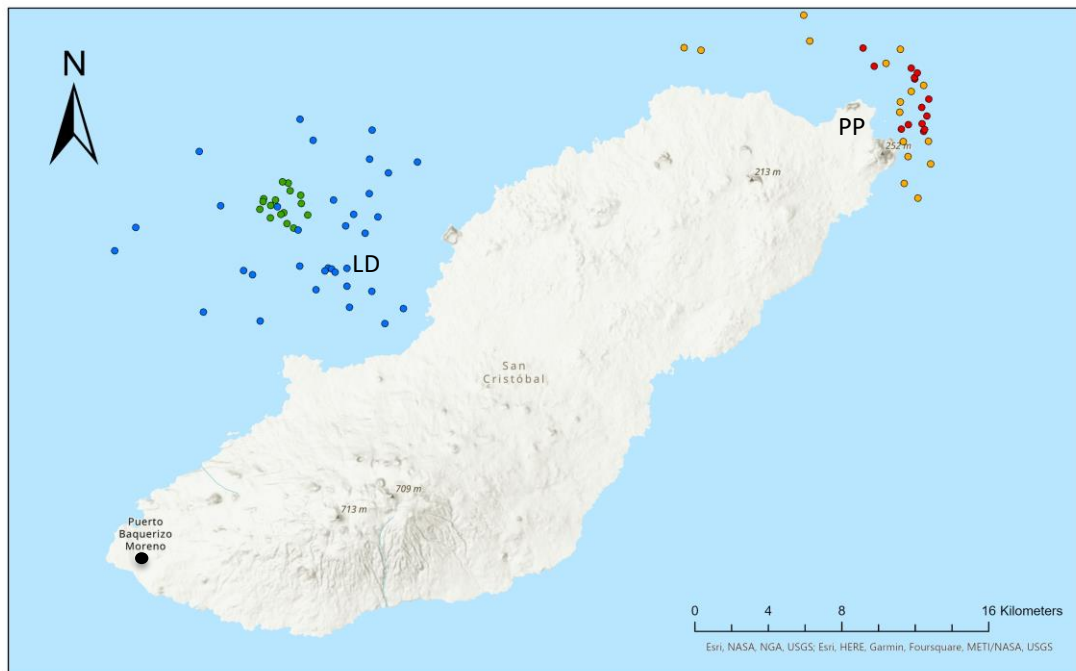 N
PP
252 m
213 m
LD
San
Cristóbal
709 m
713 m
Puerto
Baquerizo
Moreno
0 4 8 16 Kilometers
Esri, NASA, NGA, USGS; Esri, HERE, Garmin, Foursquare, METI/NASA, USGS